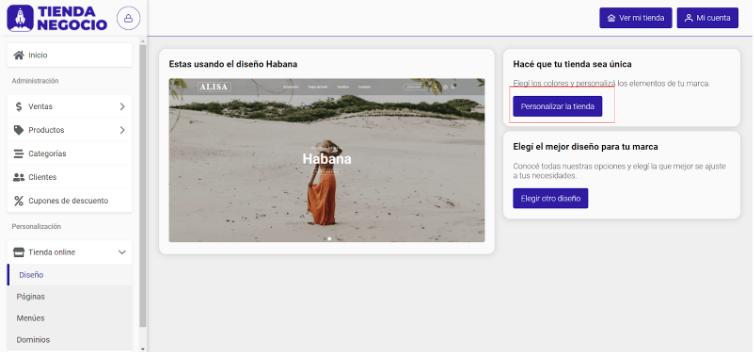 TIENDA
NEGOCIO
Ver mi tienda
Mi cuenta
Inicio
Administración
Ventas
Productos
Categorías
Clientes
Cupones de descuento
Personalización
Tienda online
Diseño
Páginas
Menúes
Dominios
Estas usando el diseño Habana
ALISA
Habana
Hacé que tu tienda sea única
Elegí los colores y personalizá los elementos de tu marca.
Personalizar la tienda
Elegí el mejor diseño para tu marca
Conocé todas nuestras opciones y elegí la que mejor se ajuste
a tus necesidades.
Elegir otro diseño